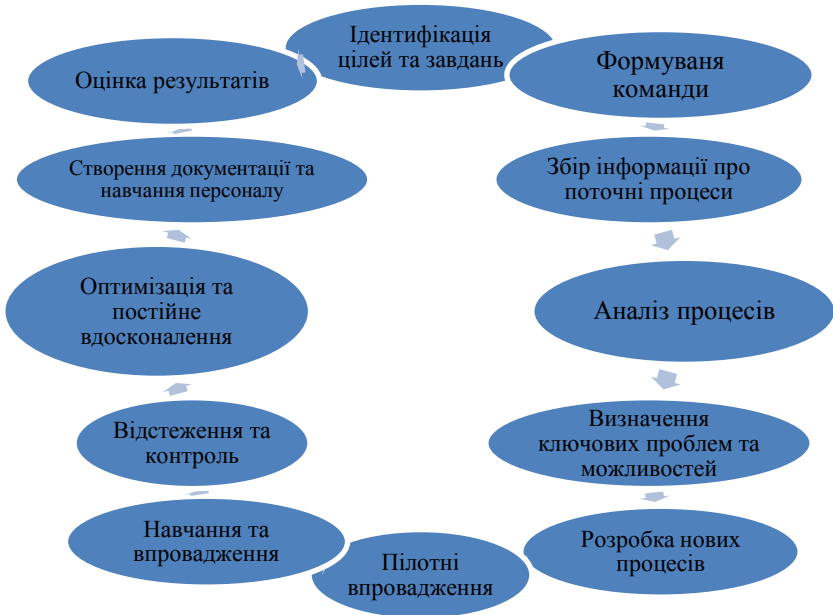 Ідентифікація
цілей та завдань
Формуваня
команди
Збір інформації про
поточні процеси
Аналіз процесів
Визначення
ключових проблем та
можливостей
Розробка нових
процесів
Пілотні
впровадження
Навчання та
впровадження
Відстеження та
контроль
Оптимізація та
постійне
вдосконалення
Створення документації та
навчання персоналу
Оцінка результатів